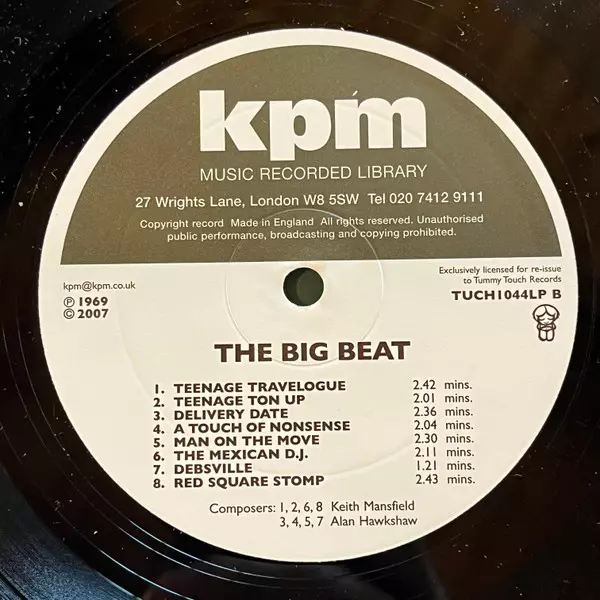 kpm
MUSIC RECORDED LIBRARY
27 Wrights Lane, London W8 5SW Tel 020 7412 9111
Copyright record Made in England All rights reserved. Unauthorised
public performance, broadcasting and copying prohibited.
kpm@kpm.co.uk
℗ 1969
© 2007
Exclusively licensed for re-issue
to Tummy Touch Records
TUCH1044LP B
THE BIG BEAT
1. TEENAGE TRAVELOGUE 2.42 mins.
2. TEENAGE TON UP 2.01 mins.
3. DELIVERY DATE 2.36 mins.
4. A TOUCH OF NONSENSE 2.04 mins.
5. MAN ON THE MOVE 2.30 mins.
6. THE MEXICAN D.J. 2.11 mins.
7. DEBSVILLE 1.21 mins.
8. RED SQUARE STOMP 2.43 mins.
Composers: 1, 2, 6, 8 Keith Mansfield
3, 4, 5, 7 Alan Hawkshaw